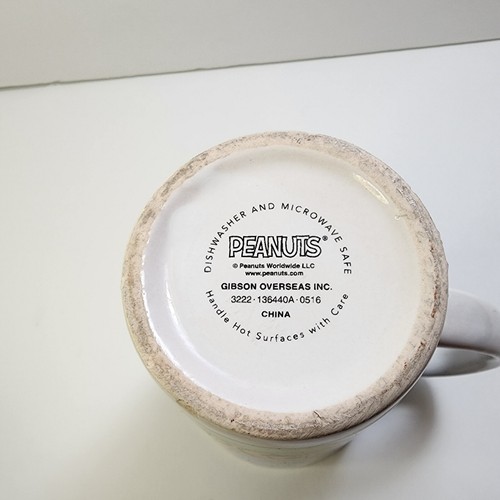 DISHWASHER AND MICROWAVE SAFE
PEANUTS®
© Peanuts Worldwide LLC
www.peanuts.com
GIBSON OVERSEAS INC.
3222·136440A·0516
CHINA
Handle Hot Surfaces with Care